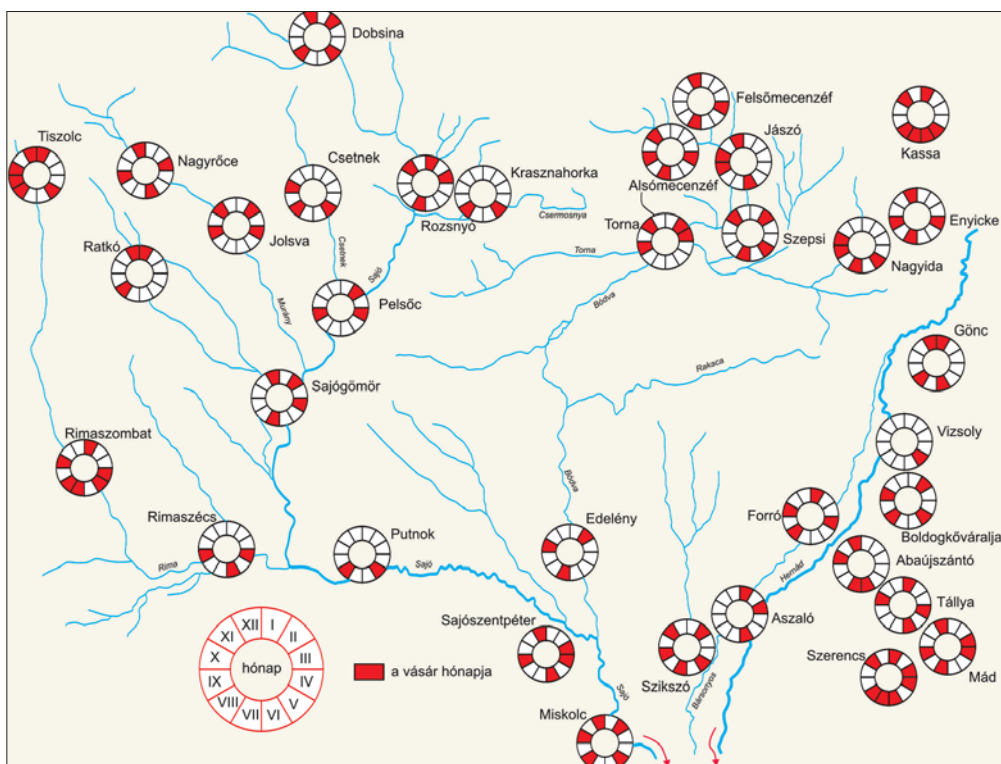 Dobsina
Felsőmecenzéf
Tiszolc
Nagyrőce
Csetnek
Jászó
Kassa
Krasznahorka
Alsómecenzéf
Csermosnya
Rozsnyó
Jolsva
Torna
Szepsi
Enyicke
Ratkó
Csetnek
Sajó
Torna
Nagyida
Murány
Pelsőc
Bódva
Gönc
Rakaca
Sajógömör
Rimaszombat
Vizsoly
Bódva
Rimaszécs
Putnok
Edelény
Forró
Boldogkőváralja
Rima
Sajó
Hernád
Abaújszántó
Tállya
Sajószentpéter
Aszaló
XII
I
XI
II
X
hónap
III
IX
IV
VIII
V
VII
VI
a vásár hónapja
Szerencs
Mád
Szikszó
Bársonyos
Sajó
Miskolc